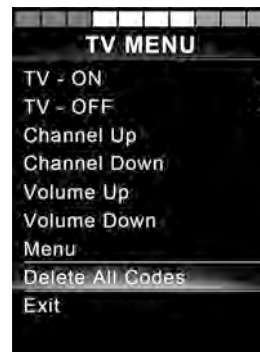 TV MENU
TV - ON
TV - OFF
Channel Up
Channel Down
Volume Up
Volume Down
Menu
Delete All Codes
Exit